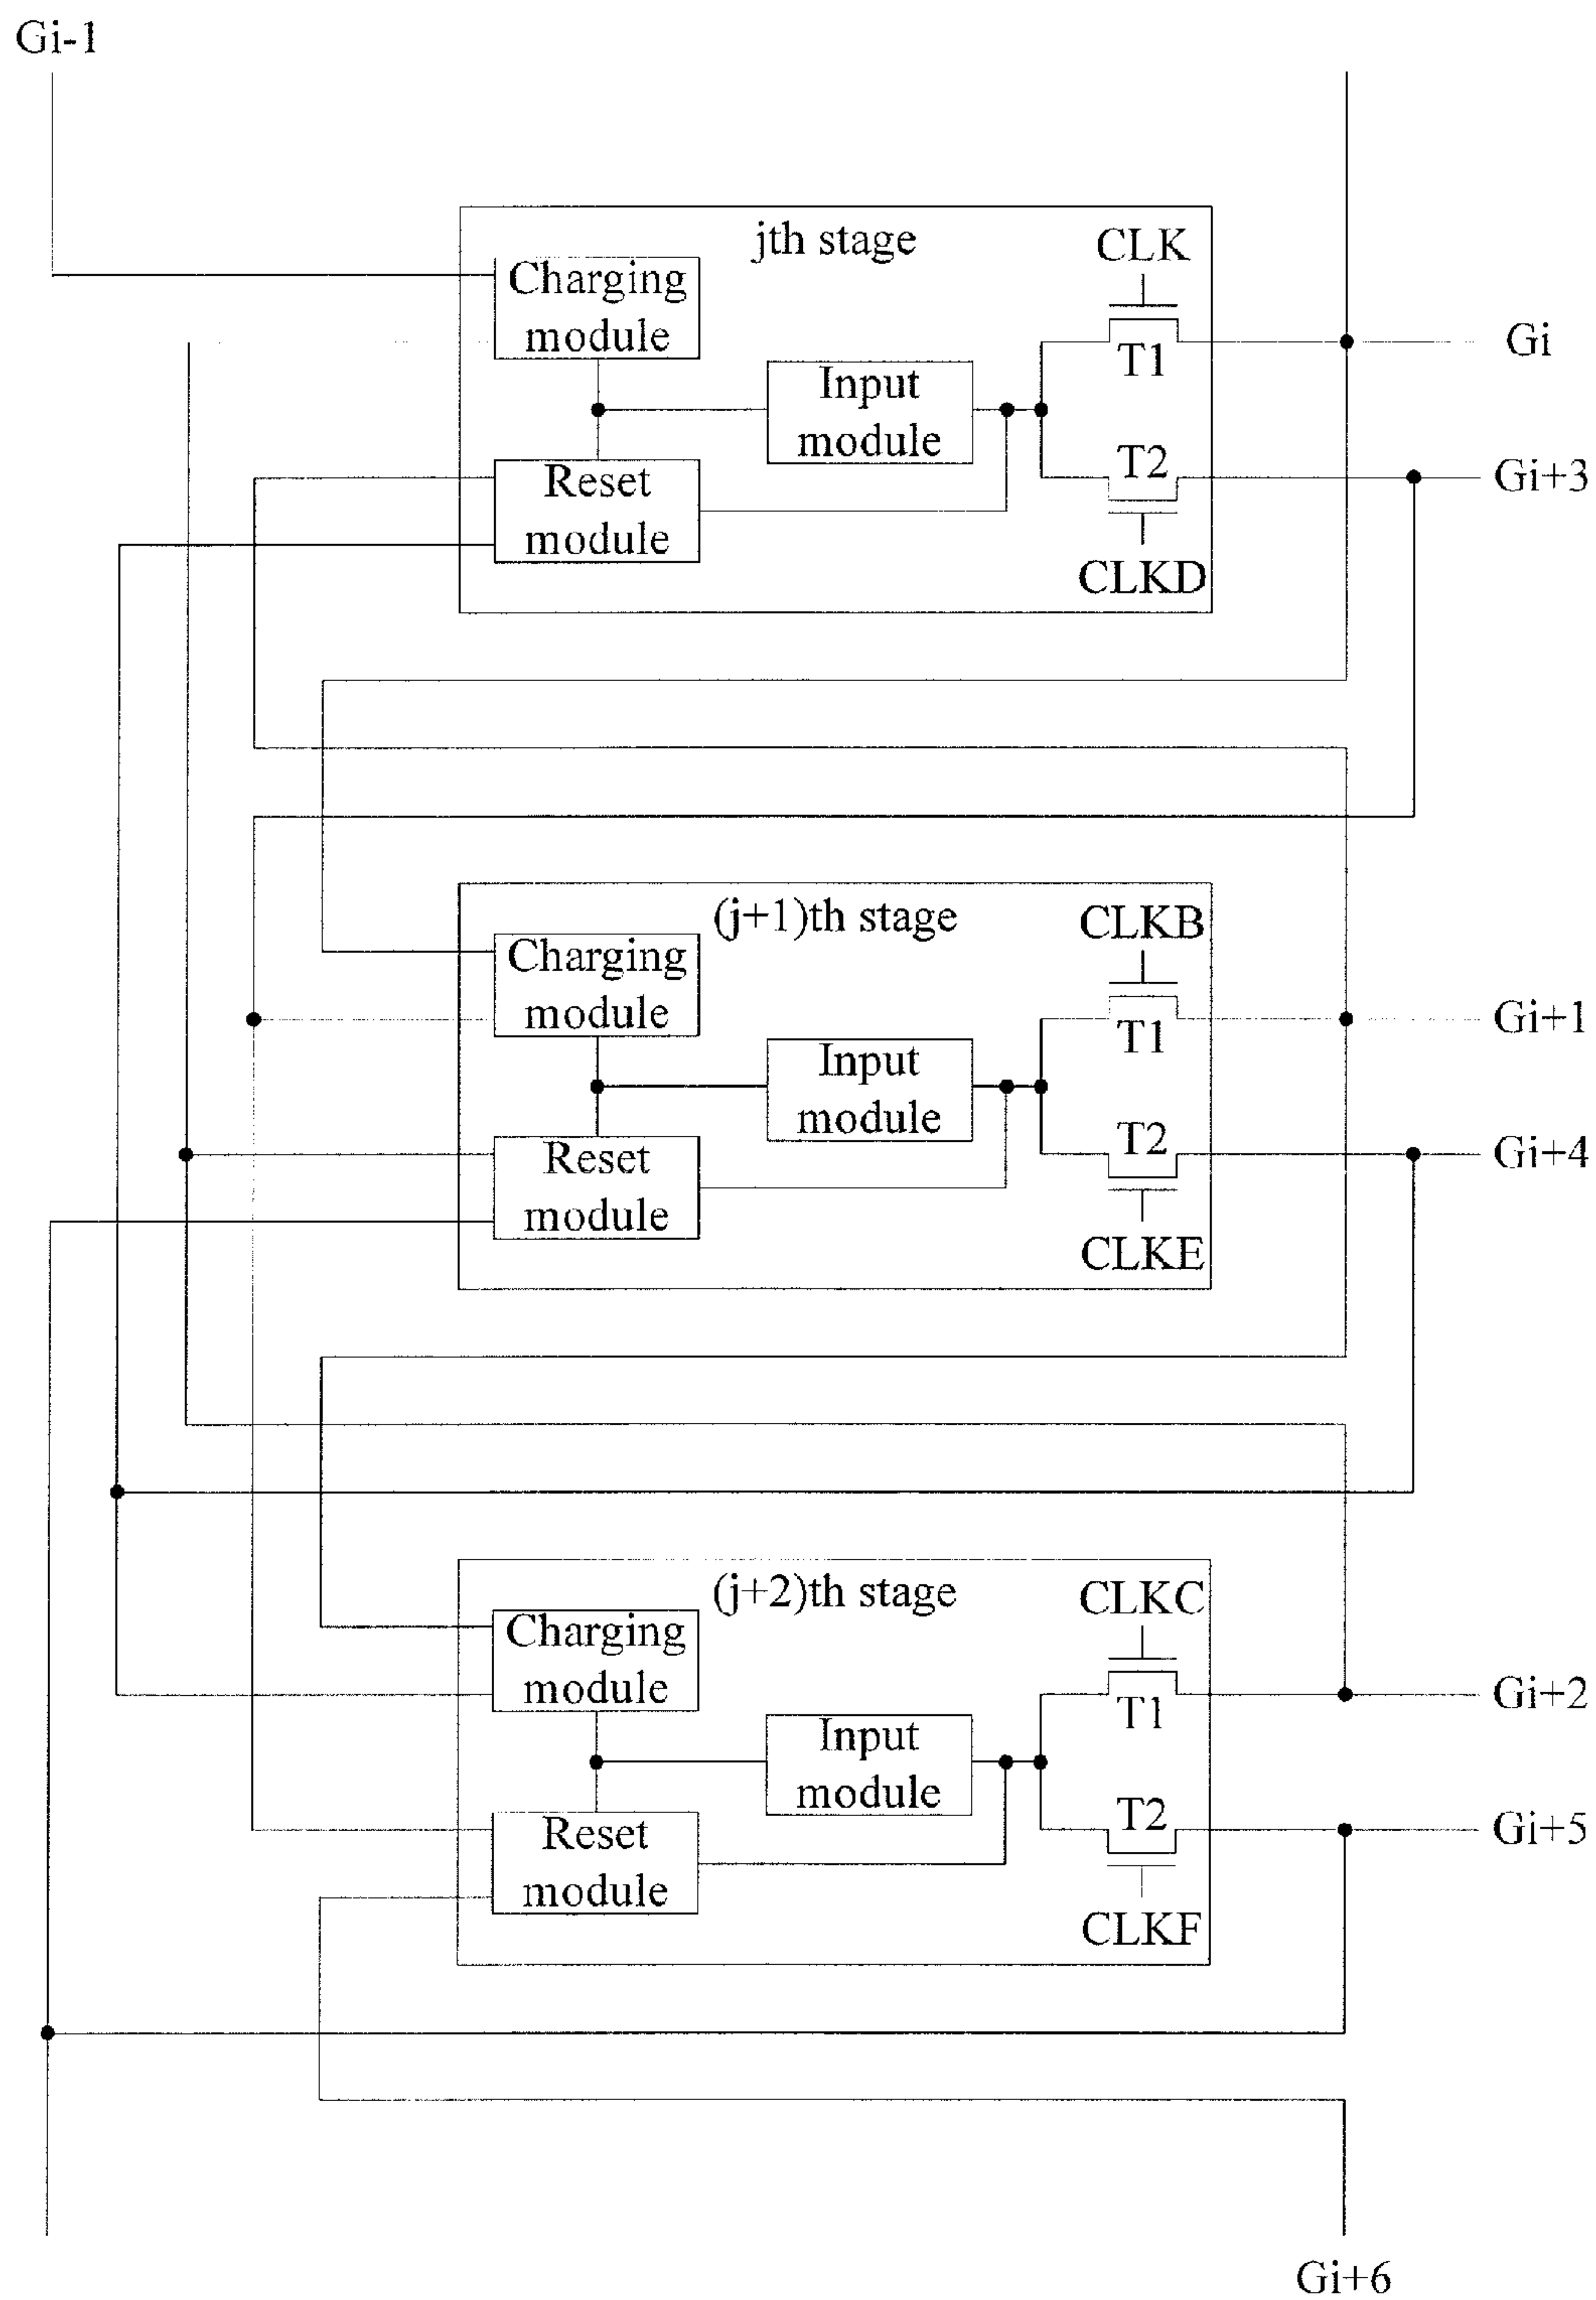 Gi-1
jth stage
CLK
Charging
module
T1
Gi
Input
module
T2
Gi+3
Reset
module
CLKD
(j+1)th stage
CLKB
Charging
module
T1
Gi+1
Input
module
T2
Gi+4
Reset
module
CLKE
(j+2)th stage
CLKC
Charging
module
T1
Gi+2
Input
module
T2
Gi+5
Reset
module
CLKF
Gi+6